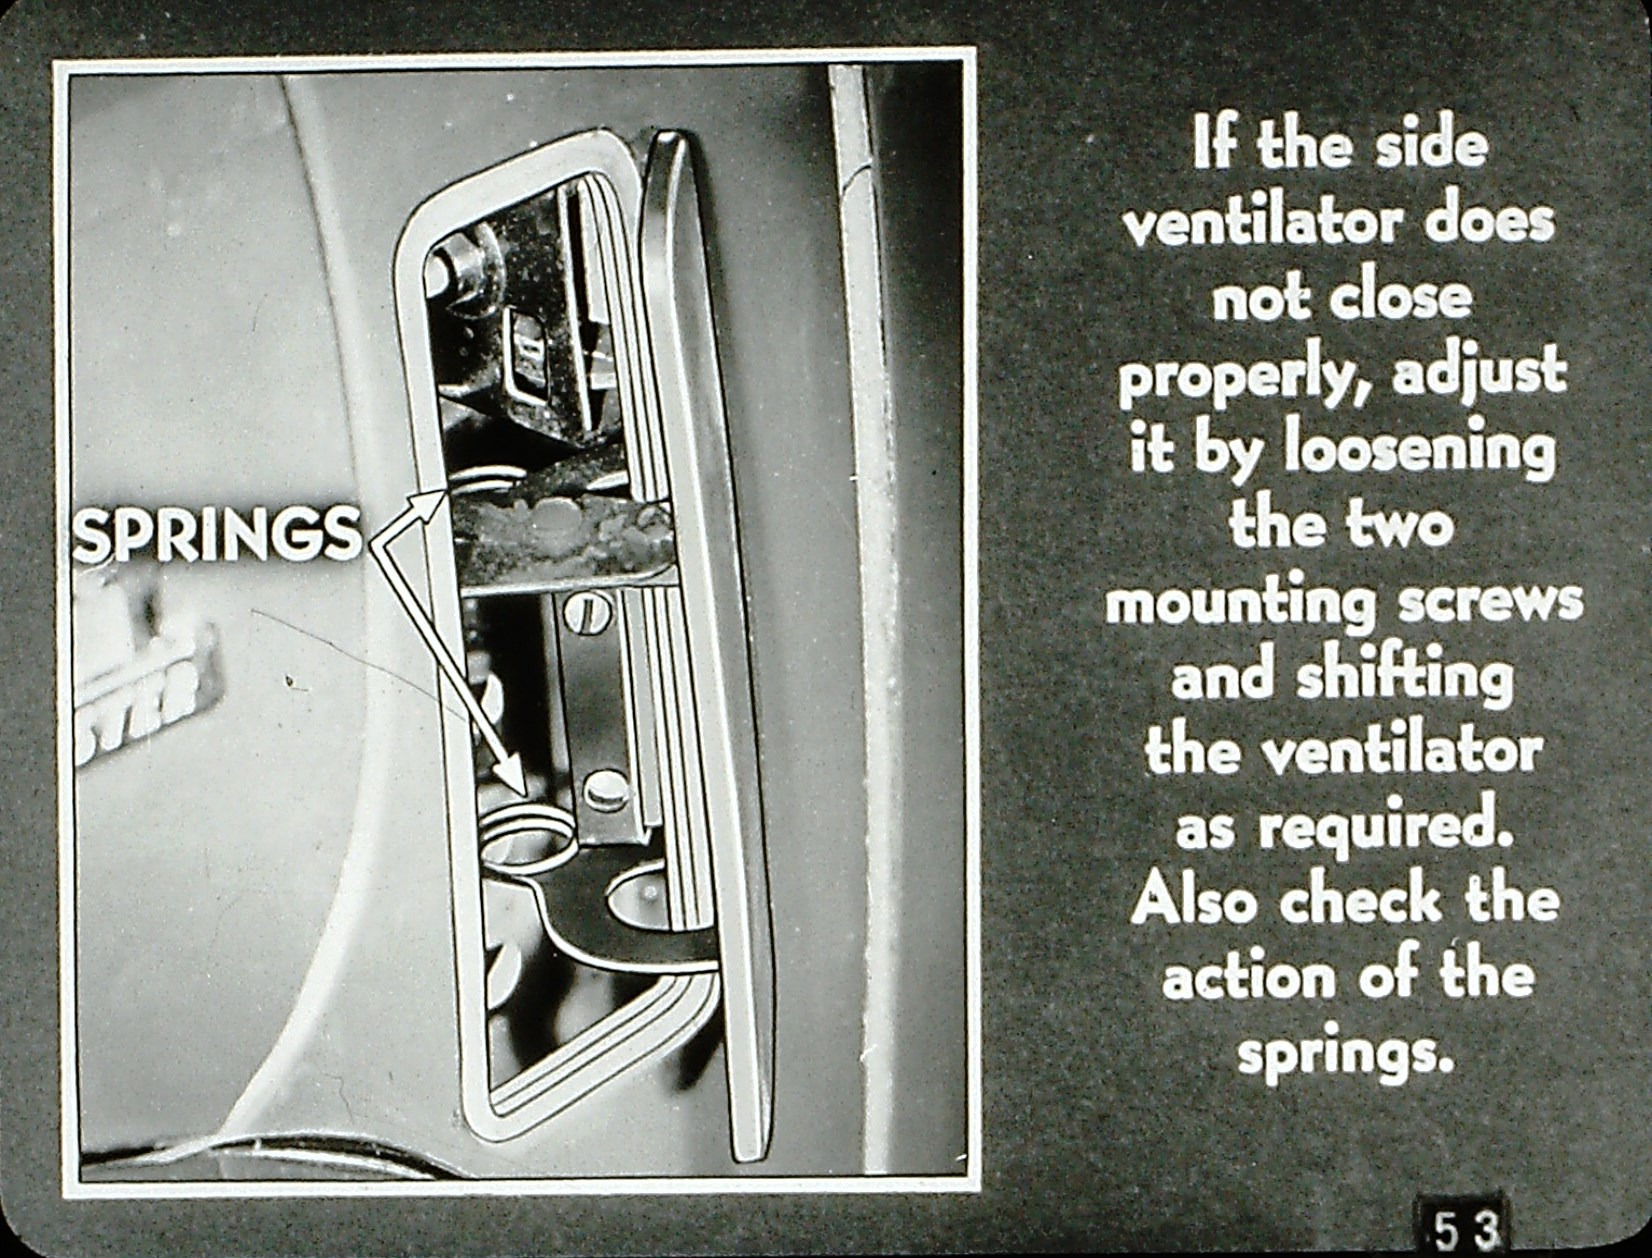 If the side
ventilator does
not close
properly, adjust
it by loosening
the two
mounting screws
and shifting
the ventilator
as required.
Also check the
action of the
springs.
SPRINGS
53